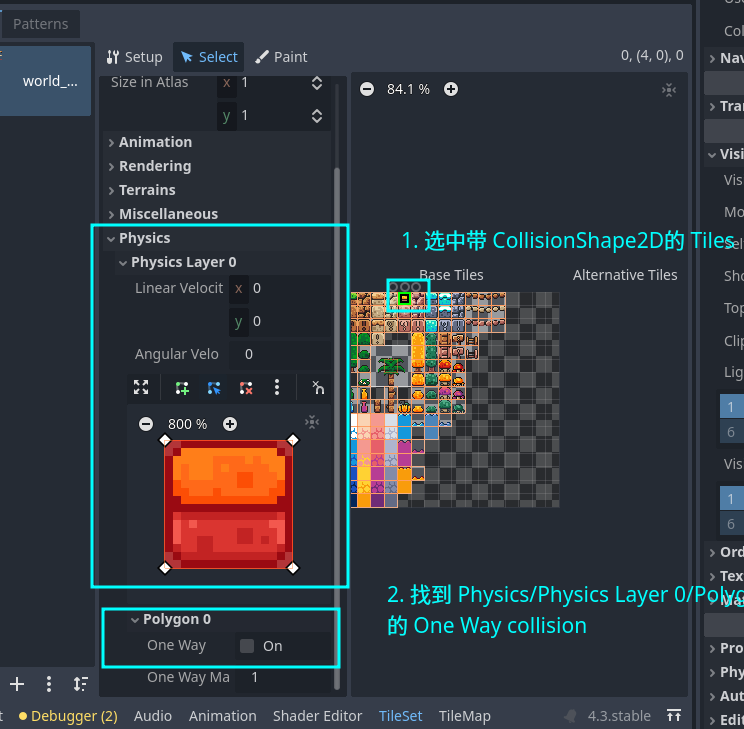 Patterns
world_...
Setup
Select
Paint
0, (4, 0), 0
Size in Atlas
x 1
y 1
84.1 %
Animation
Rendering
Terrains
Miscellaneous
Physics
Physics Layer 0
Linear Velocit x 0
y 0
Angular Velo 0
800 %
Polygon 0
One Way On
One Way Ma 1
1. 选中带 CollisionShape2D的 Tiles
Base Tiles
Alternative Tiles
2. 找到 Physics/Physics Layer 0/Polyg
的 One Way collision
Debugger (2)
Audio
Animation
Shader Editor
TileSet
TileMap
4.3.stable
Col
Nav
Tra
Visi
Vis
Mo
Sel
Sho
Top
Clip
Lig
1
6
Vis
1
6
Ord
Tex
Ma
Pro
Phy
Aut
Edit